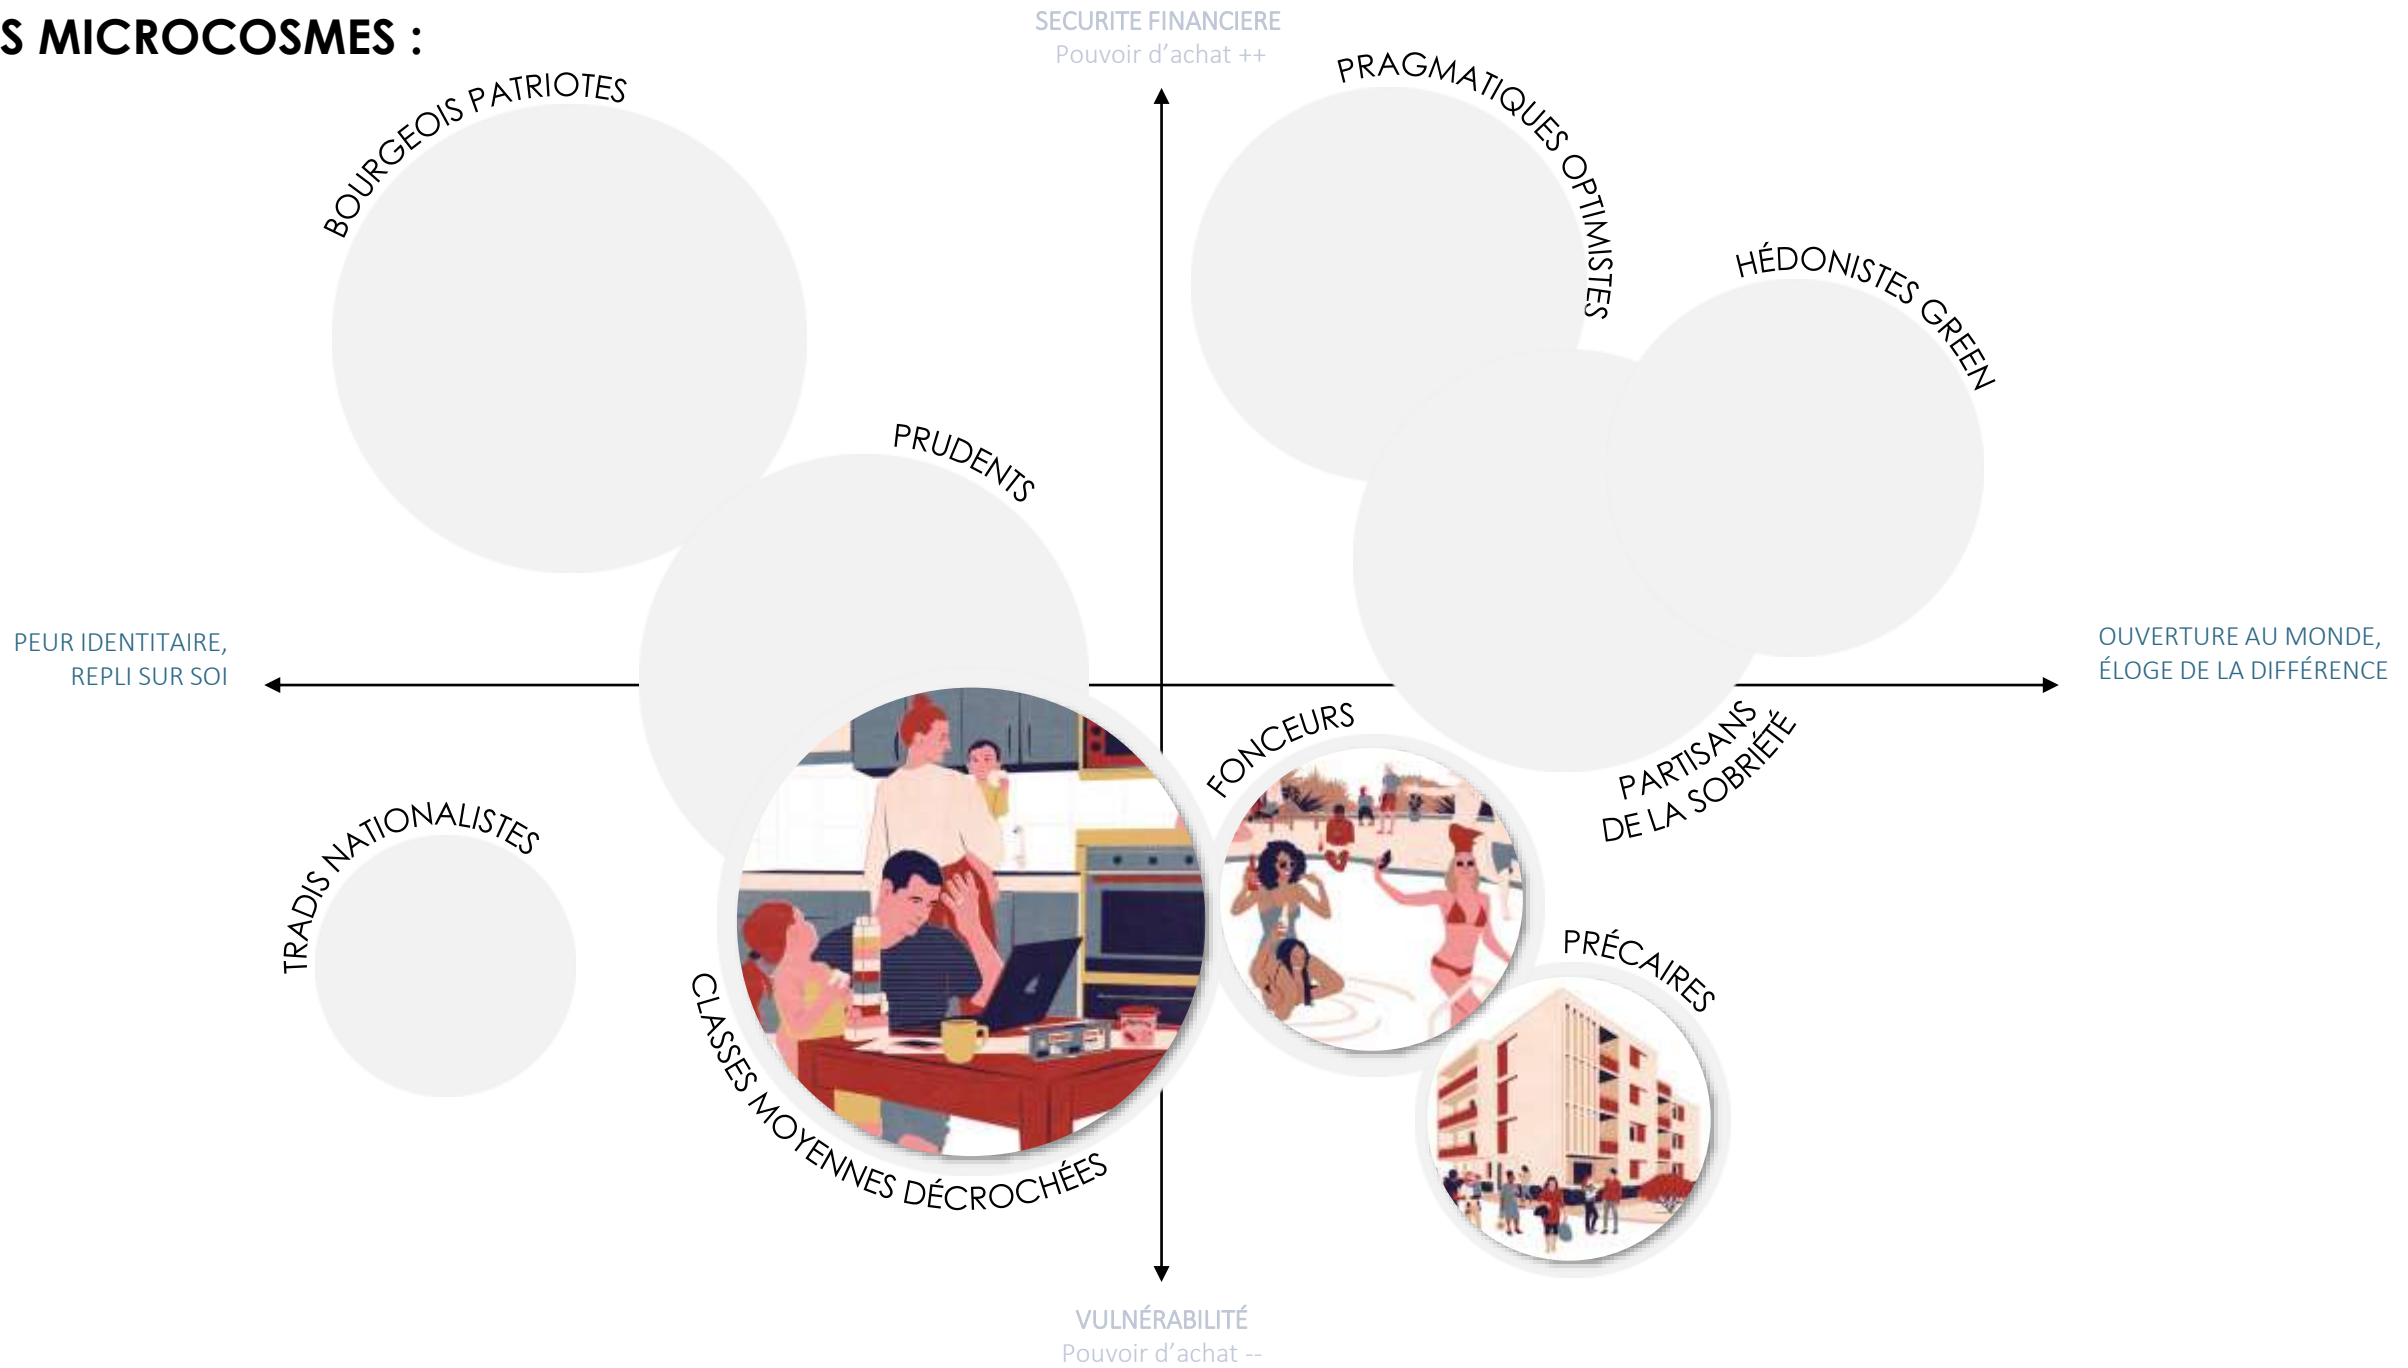 S MICROCOSMES :
SECURITE FINANCIERE
Pouvoir d'achat ++
BOURGEOIS PATRIOTES
PRAGMATIQUES OPTIMISTES
HÉDONISTES GREEN
PRUDENTS
PEUR IDENTITAIRE,
REPLI SUR SOI
OUVERTURE AU MONDE,
ÉLOGE DE LA DIFFÉRENCE
FONCEURS
PARTISANS
DE LA SOBRIÉTÉ
TRADIS NATIONALISTES
PRÉCAIRES
CLASSES MOYENNES DÉCROCHÉES
VULNÉRABILITÉ
Pouvoir d'achat --